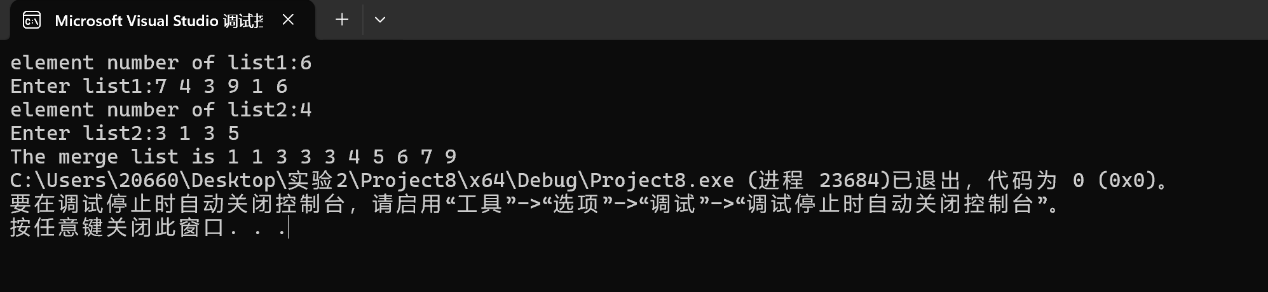 Microsoft Visual Studio 调试控
element number of list1:6
Enter list1:7 4 3 9 1 6
element number of list2:4
Enter list2:3 1 3 5
The merge list is 1 1 3 3 3 4 5 6 7 9
C:\Users\20660\Desktop\实验2\Project8\x64\Debug\Project8.exe (进程 23684)已退出，代码为 0 (0x0)。
要在调试停止时自动关闭控制台，请启用“工具”->“选项”->“调试”->“调试停止时自动关闭控制台”。
按任意键关闭此窗口. . .